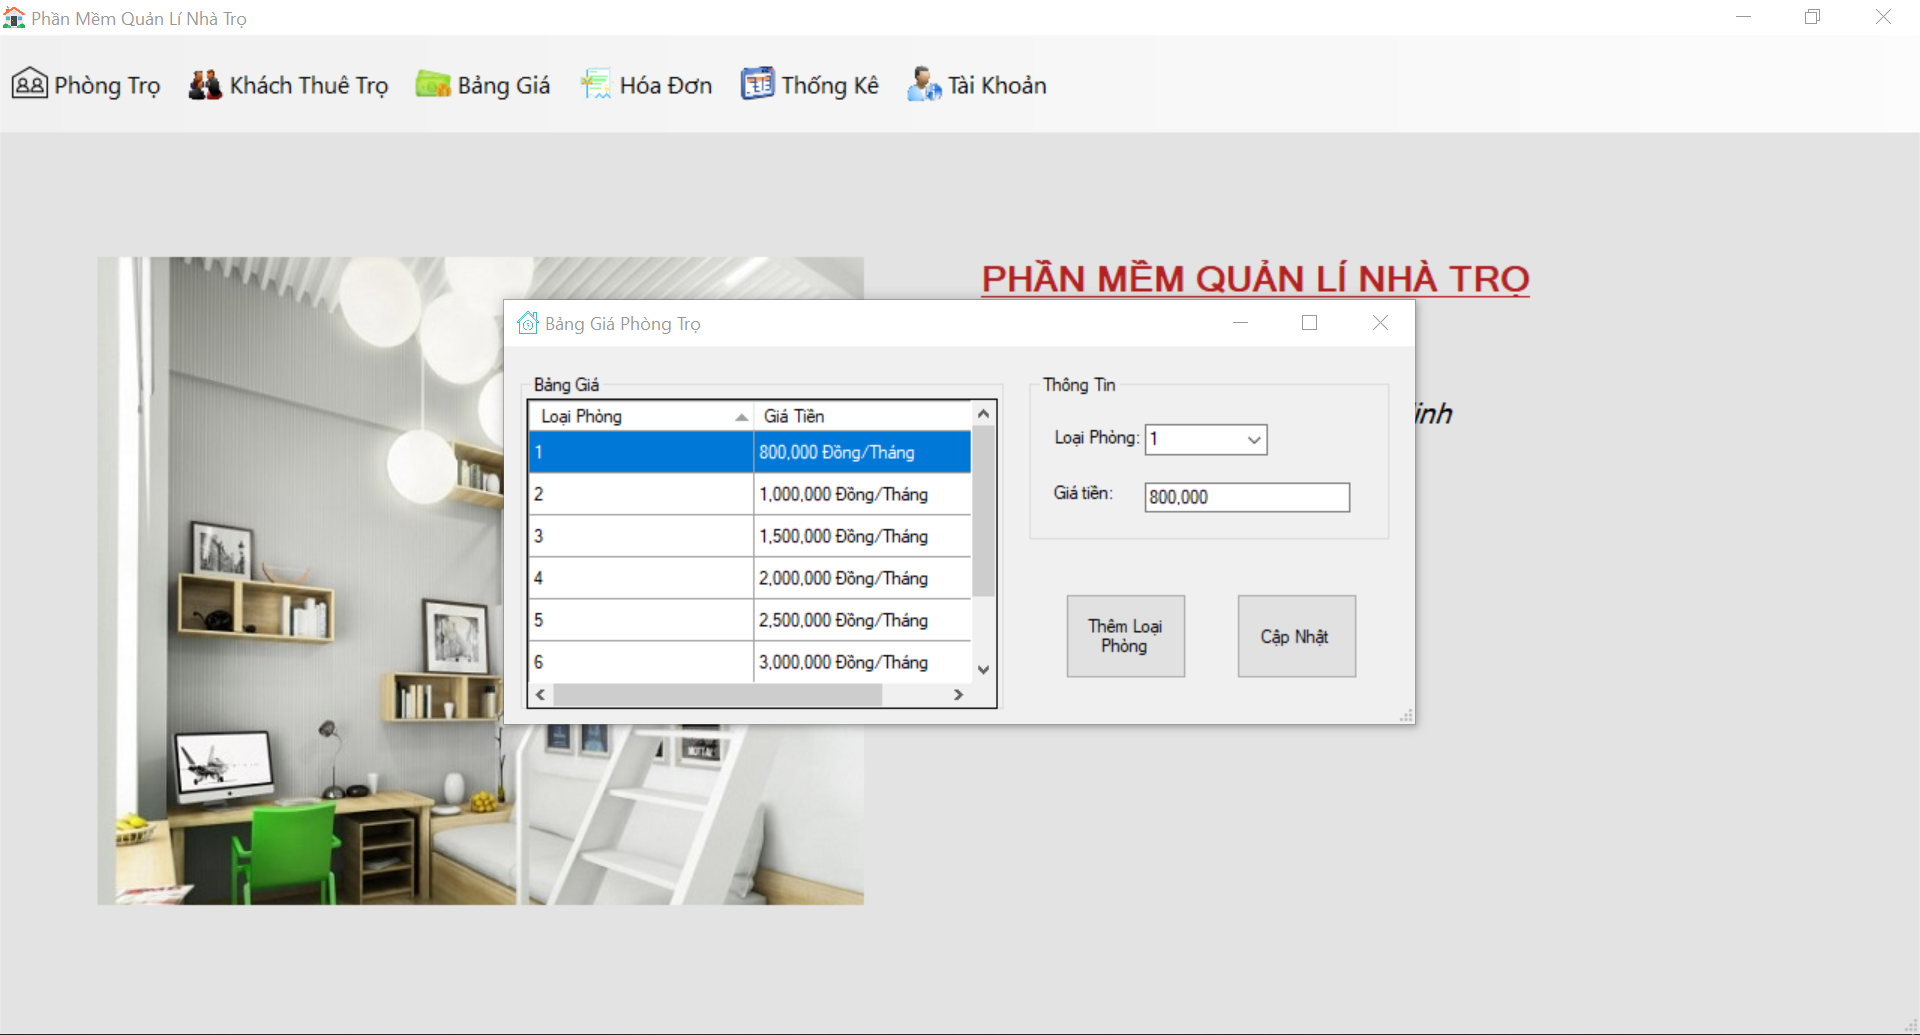 Phần Mềm Quản Lí Nhà Trọ
Phòng Trọ Khách Thuê Trọ Bảng Giá Hóa Đơn Thống Kê Tài Khoản
PHẦN MỀM QUẢN LÍ NHÀ TRỌ
Bảng Giá Phòng Trọ
Bảng Giá
Loại Phòng Giá Tiền
1 800,000 Đồng/Tháng
2 1,000,000 Đồng/Tháng
3 1,500,000 Đồng/Tháng
4 2,000,000 Đồng/Tháng
5 2,500,000 Đồng/Tháng
6 3,000,000 Đồng/Tháng
Thông Tin
Loại Phòng: 1
Giá tiền: 800,000
Thêm Loại
Phòng
Cập Nhật